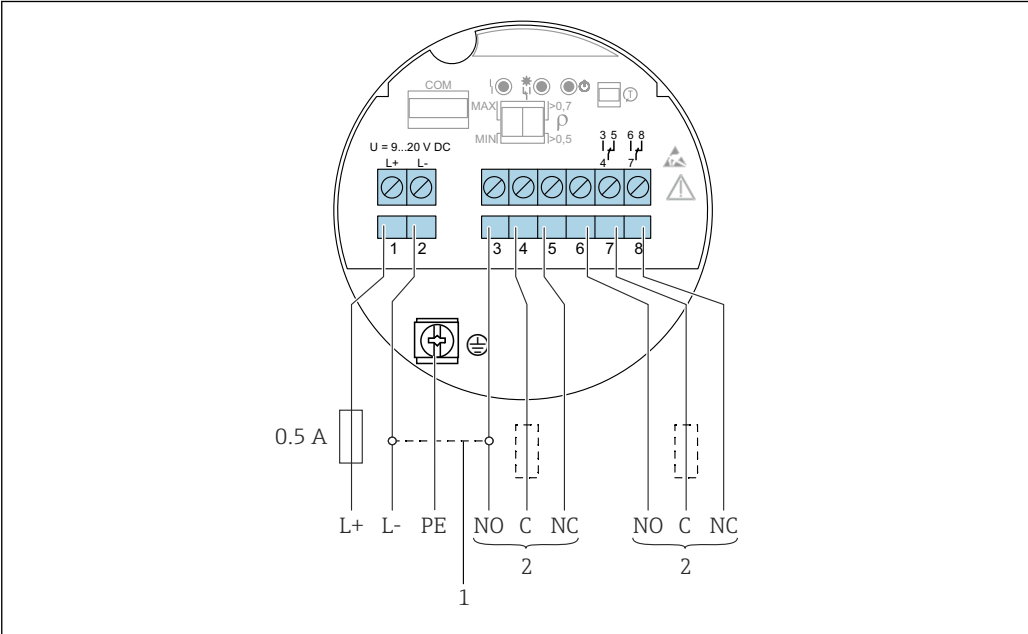 COM
MAX >0,7
ρ
MIN >0,5
U = 9...20 V DC
L+ L-
3 5 6 8
4 7
1 2 3 4 5 6 7 8
0.5 A
L+ L- PE NO C NC NO C NC
2 2
1